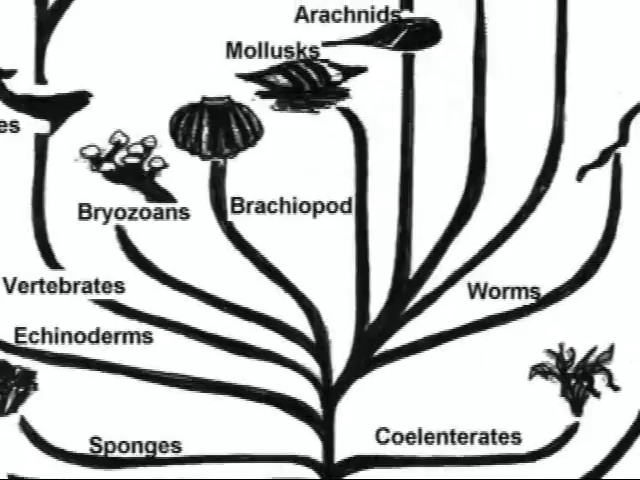 Arachnids
Mollusks
es
Bryozoans
Brachiopod
Vertebrates
Worms
Echinoderms
Sponges
Coelenterates